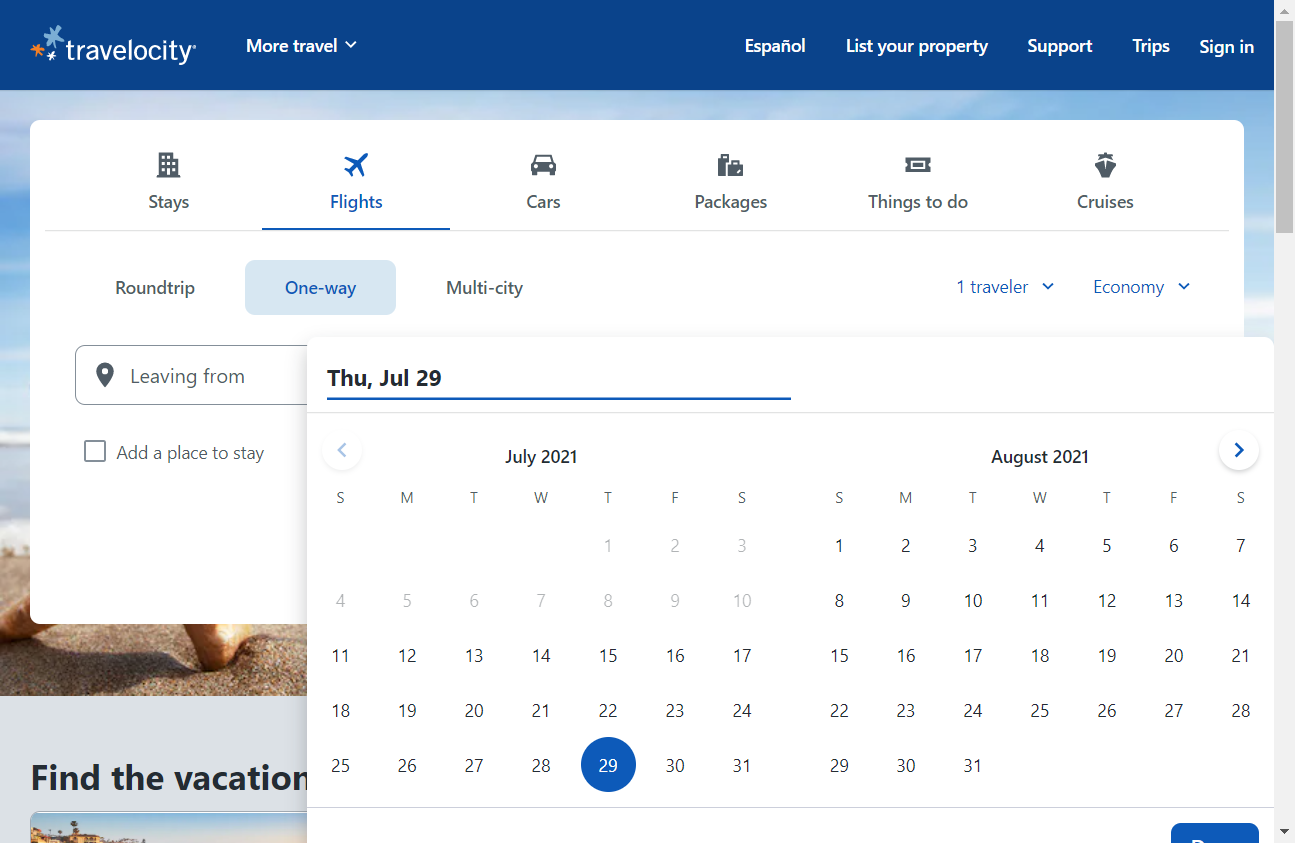 travelocity
More travel
Español
List your property
Support
Trips
Sign in
Stays
Flights
Cars
Packages
Things to do
Cruises
Roundtrip
One-way
Multi-city
1 traveler
Economy
Leaving from
Add a place to stay
Thu, Jul 29
July 2021
S M T W T F S
1 2 3
4 5 6 7 8 9 10
11 12 13 14 15 16 17
18 19 20 21 22 23 24
25 26 27 28 29 30 31
August 2021
S M T W T F S
1 2 3 4 5 6 7
8 9 10 11 12 13 14
15 16 17 18 19 20 21
22 23 24 25 26 27 28
29 30 31
Find the vacation